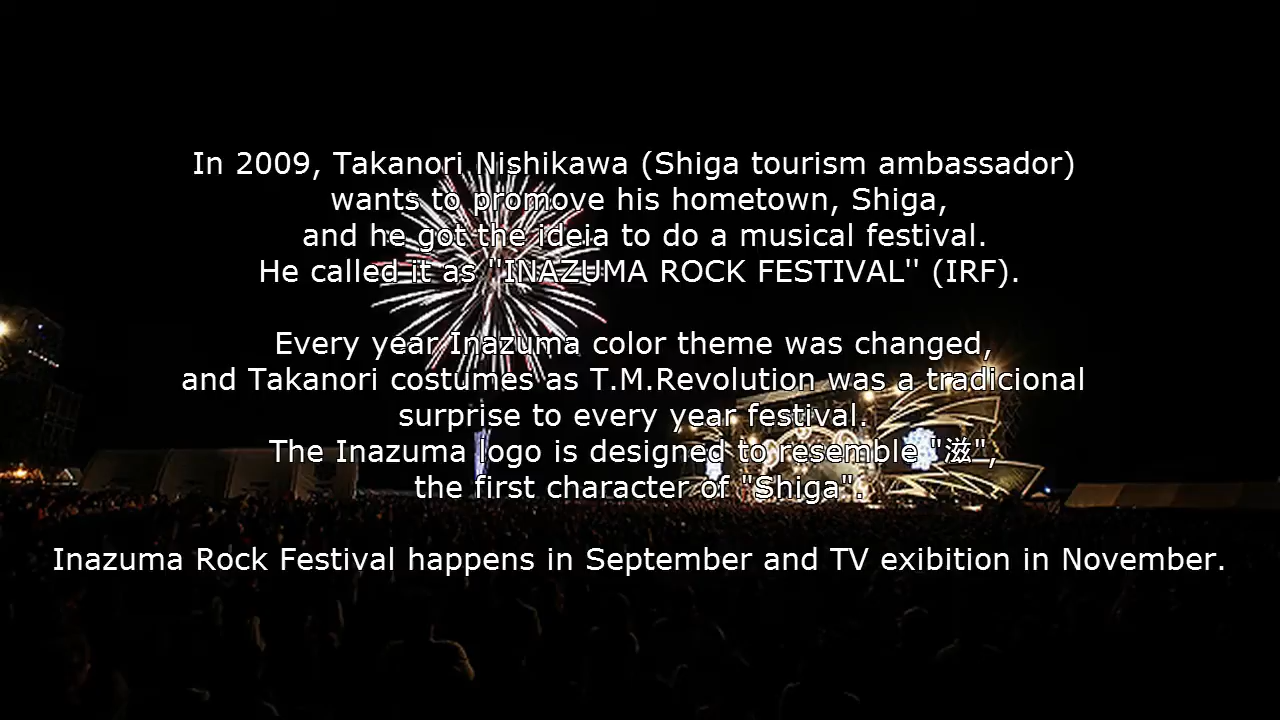 In 2009, Takanori Nishikawa (Shiga tourism ambassador)
wants to promove his hometown, Shiga,
and he got the ideia to do a musical festival.
He called it as ''INAZUMA ROCK FESTIVAL'' (IRF).
Every year Inazuma color theme was changed,
and Takanori costumes as T.M.Revolution was a tradicional
surprise to every year festival.
The Inazuma logo is designed to resemble "滋",
the first character of "Shiga".
Inazuma Rock Festival happens in September and TV exibition in November.